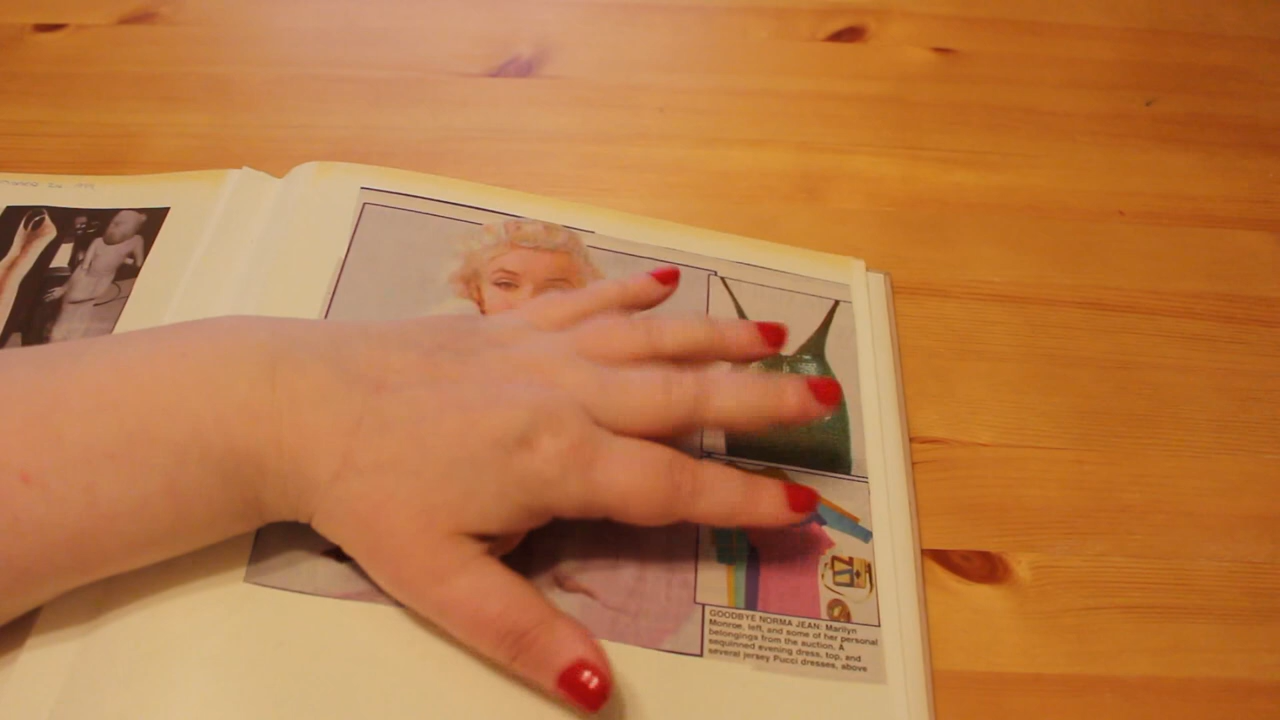 GOODBYE NORMA JEAN: Marilyn
Monroe, left, and some of her personal
belongings from the auction. A
sequinned evening dress, top, and
several jersey Pucci dresses, above